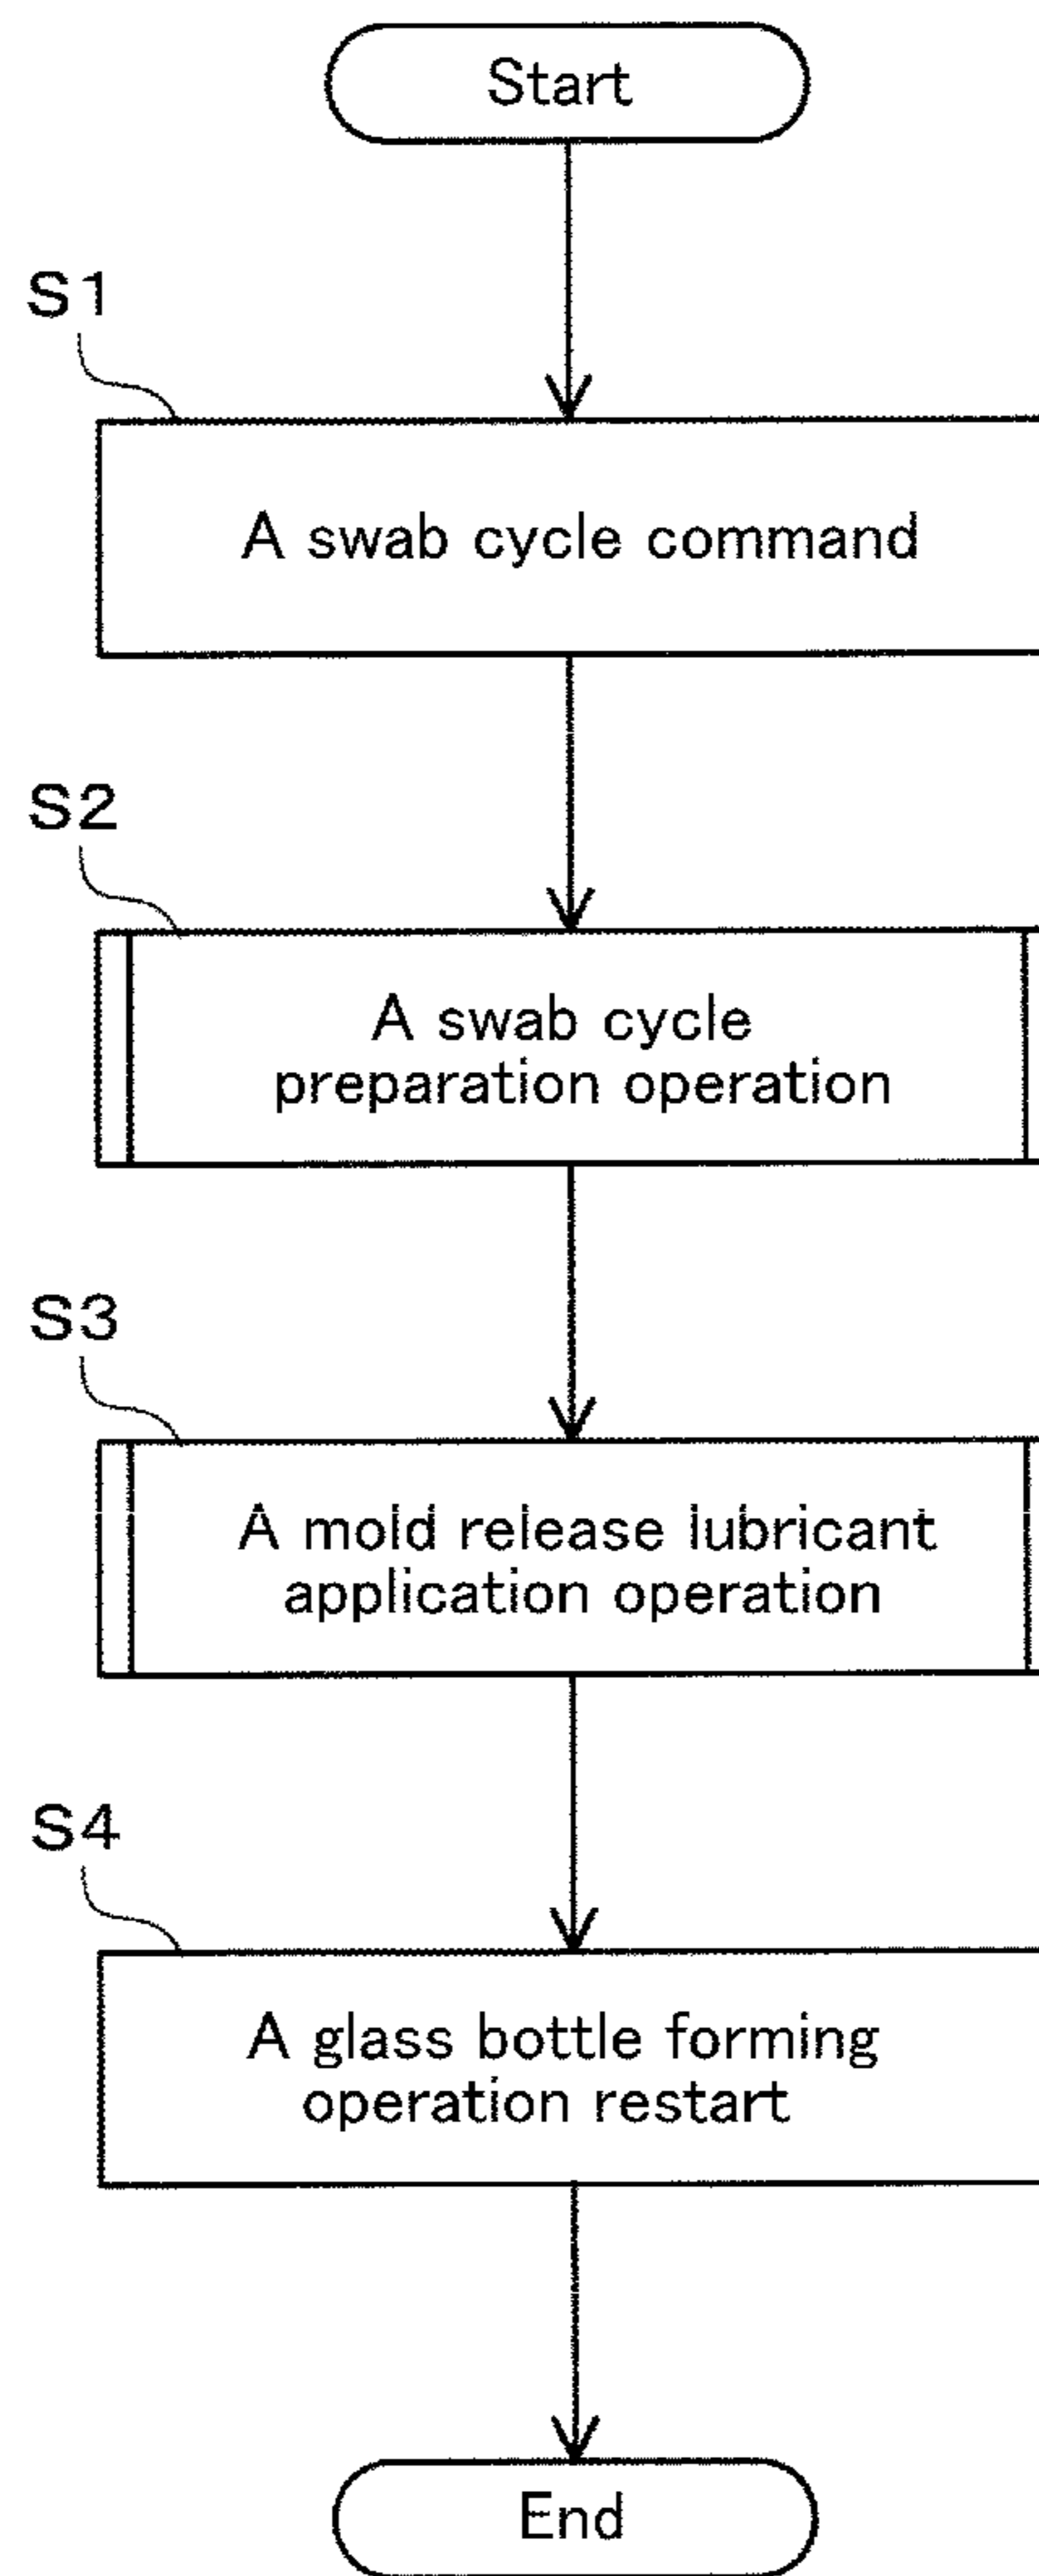 Start
S1
A swab cycle command
S2
A swab cycle
preparation operation
S3
A mold release lubricant
application operation
S4
A glass bottle forming
operation restart
End